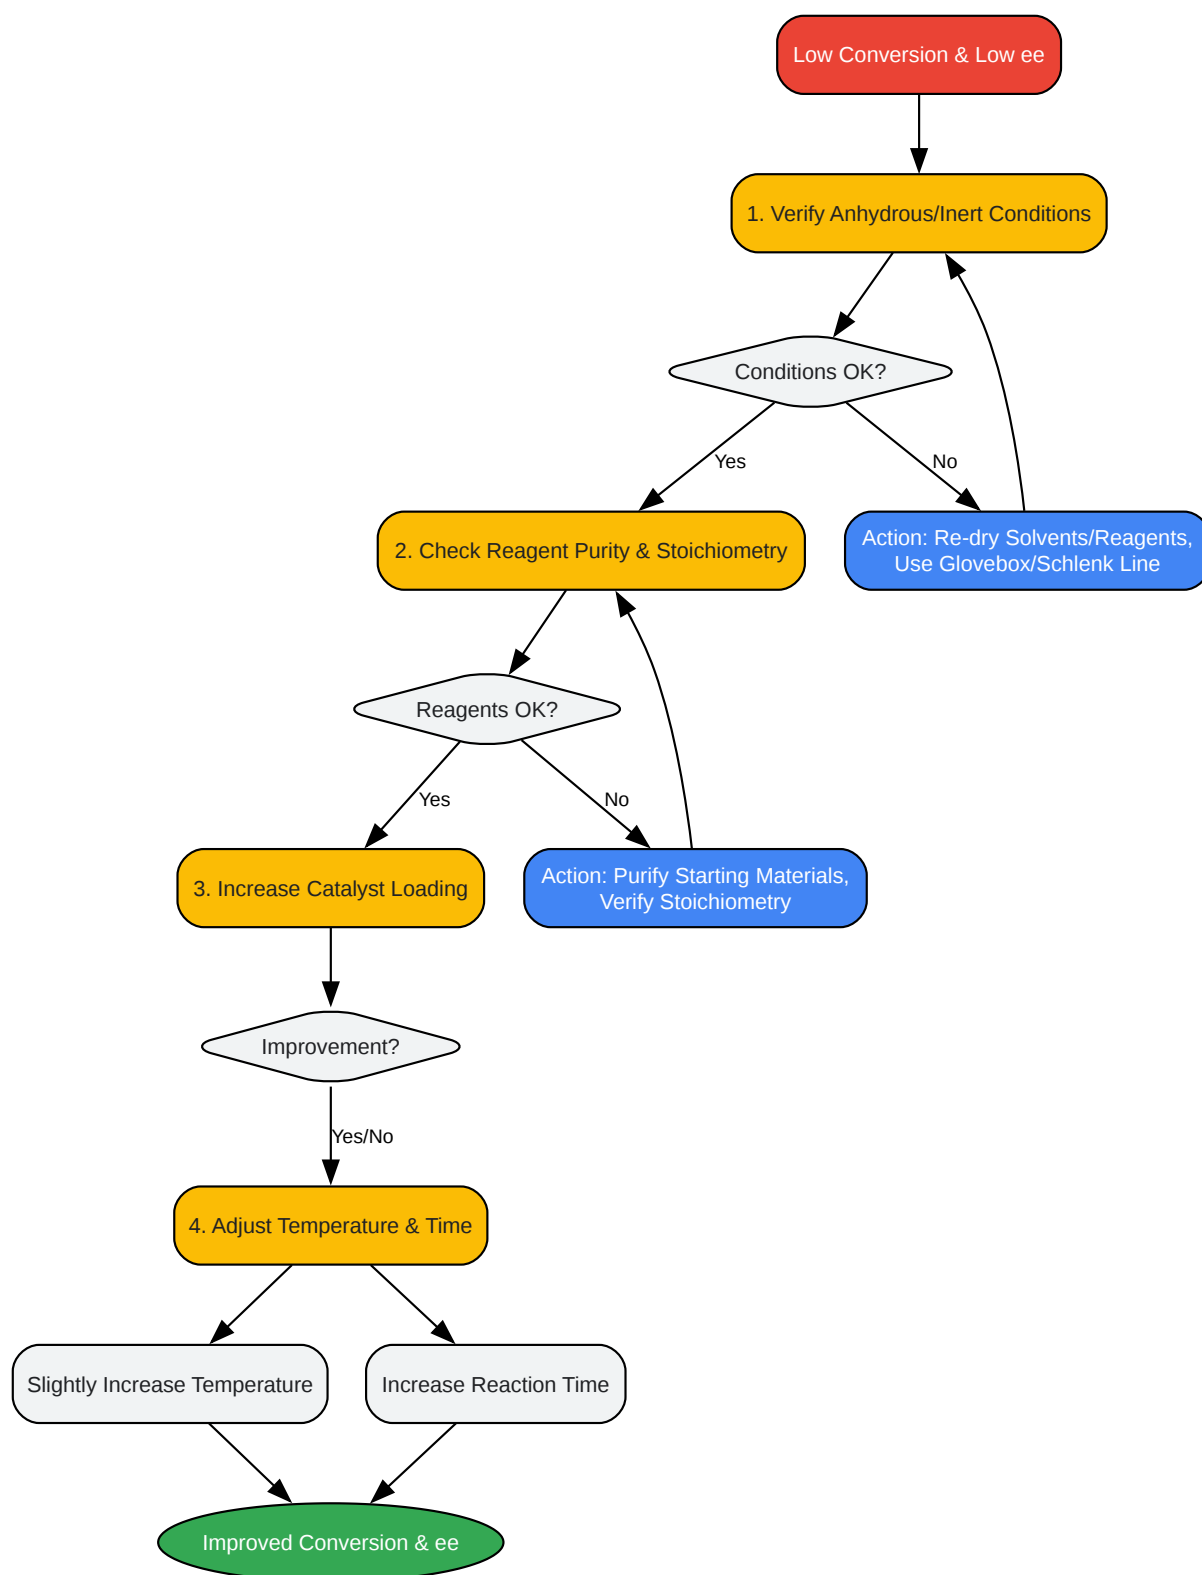 Low Conversion & Low ee
1. Verify Anhydrous/Inert Conditions
Conditions OK?
Yes
No
2. Check Reagent Purity & Stoichiometry
Action: Re-dry Solvents/Reagents,
Use Glovebox/Schlenk Line
Reagents OK?
Yes
No
3. Increase Catalyst Loading
Action: Purify Starting Materials,
Verify Stoichiometry
Improvement?
Yes/No
4. Adjust Temperature & Time
Slightly Increase Temperature
Increase Reaction Time
Improved Conversion & ee